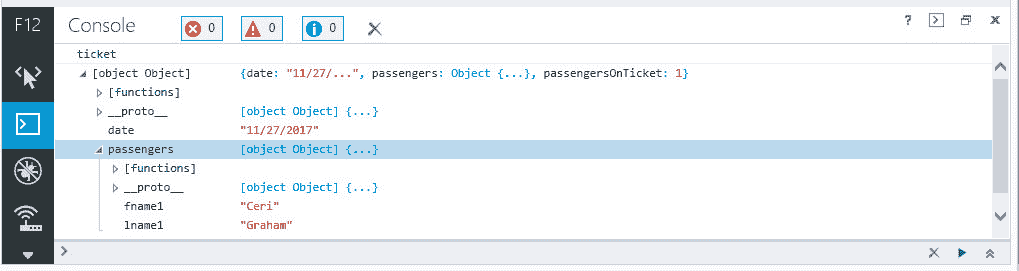 F12 Console 0 0 0 ?
ticket
[object Object] {date: "11/27/...", passengers: Object {...}, passengersOnTicket: 1}
[functions]
__proto__ [object Object] {...}
date "11/27/2017"
passengers [object Object] {...}
[functions]
__proto__ [object Object] {...}
fname1 "Ceri"
lname1 "Graham"